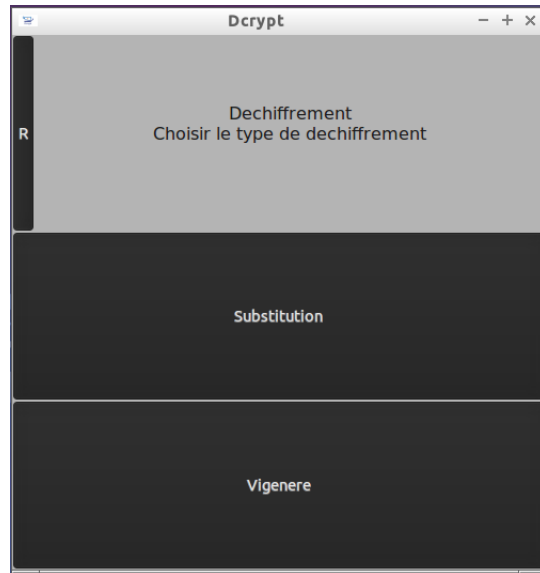 Dcrypt
Dechiffrement
R
Choisir le type de dechiffrement
Substitution
Vigenere